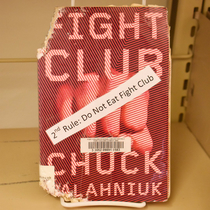 FIGHT
CLUB
2nd Rule: Do Not Eat Fight Club
CHUCK
PALAHNIUK